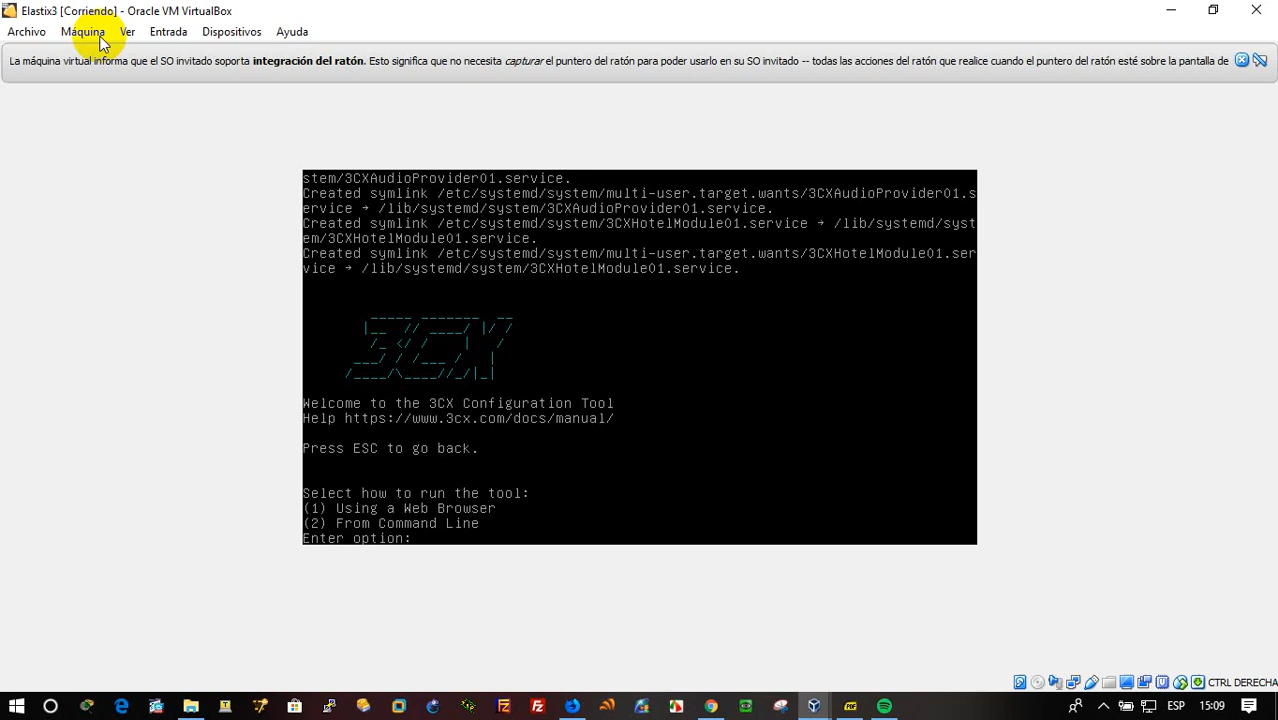 Elastix3 [Corriendo] - Oracle VM VirtualBox
Archivo Máquina Ver Entrada Dispositivos Ayuda
La máquina virtual informa que el SO invitado soporta integración del ratón. Esto significa que no necesita capturar el puntero del ratón para poder usarlo en su SO invitado -- todas las acciones del ratón que realice cuando el puntero del ratón esté sobre la pantalla de
stem/3CXAudioProvider01.service.
Created symlink /etc/systemd/system/multi-user.target.wants/3CXAudioProvider01.s
ervice → /lib/systemd/system/3CXAudioProvider01.service.
Created symlink /etc/systemd/system/3CXHotelModule01.service → /lib/systemd/syst
em/3CXHotelModule01.service.
Created symlink /etc/systemd/system/multi-user.target.wants/3CXHotelModule01.ser
vice → /lib/systemd/system/3CXHotelModule01.service.
3CX
Welcome to the 3CX Configuration Tool
Help https://www.3cx.com/docs/manual/
Press ESC to go back.
Select how to run the tool:
(1) Using a Web Browser
(2) From Command Line
Enter option:
CTRL DERECHA
ESP 15:09